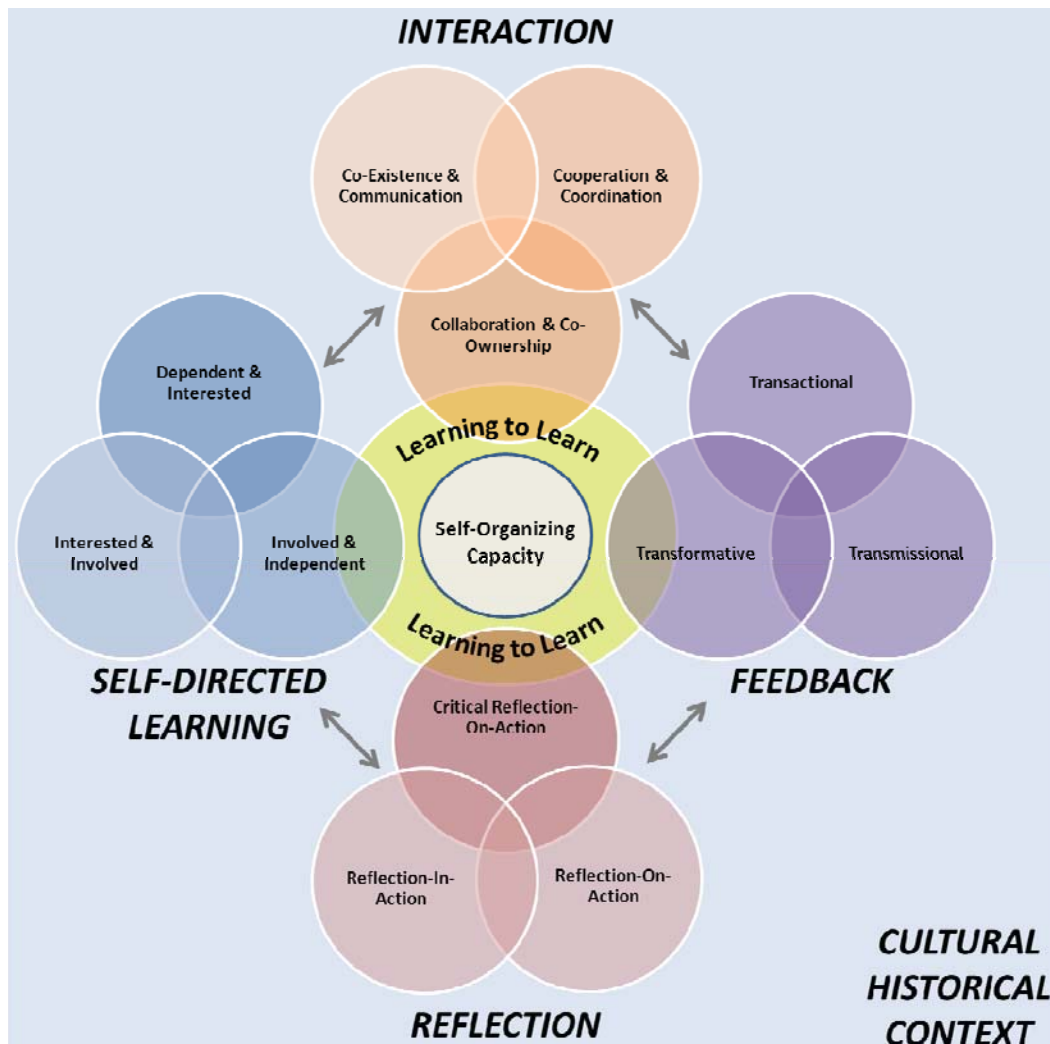 INTERACTION
Co-Existence &
Communication
Cooperation &
Coordination
Collaboration & Co-
Ownership
Dependent &
Interested
Interested &
Involved
Involved &
Independent
Transactional
Transformative
Transmissional
Learning to Learn
Self-Organizing
Capacity
Learning to Learn
SELF-DIRECTED
LEARNING
FEEDBACK
Critical Reflection-
On-Action
Reflection-In-
Action
Reflection-On-
Action
REFLECTION
CULTURAL
HISTORICAL
CONTEXT